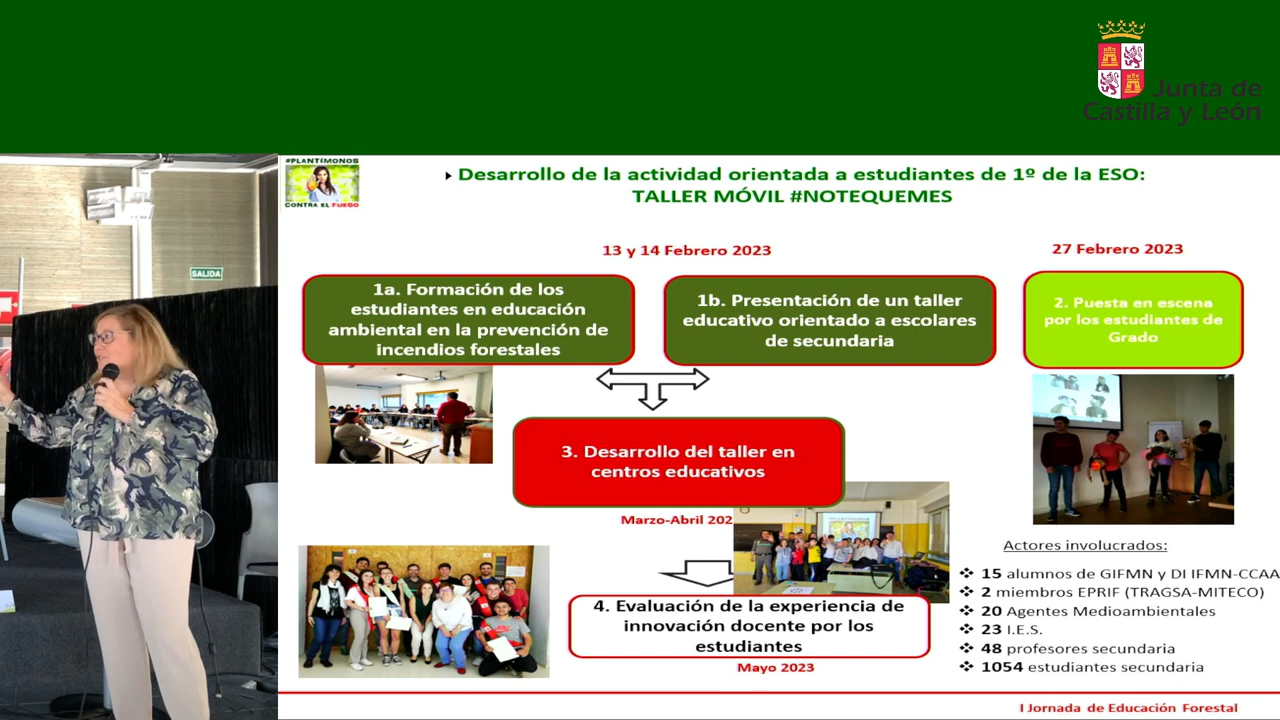 Junta de
Castilla y León
#PLANTÍMONOS
CONTRA EL FUEGO
Desarrollo de la actividad orientada a estudiantes de 1º de la ESO:
TALLER MÓVIL #NOTEQUEMES
13 y 14 Febrero 2023
27 Febrero 2023
SALIDA
1a. Formación de los
estudiantes en educación
ambiental en la prevención de
incendios forestales
1b. Presentación de un taller
educativo orientado a escolares
de secundaria
2. Puesta en escena
por los estudiantes de
Grado
3. Desarrollo del taller en
centros educativos
Marzo-Abril 202
Actores involucrados:
❖ 15 alumnos de GIFMN y DI IFMN-CCAA
❖ 2 miembros EPRIF (TRAGSA-MITECO)
❖ 20 Agentes Medioambientales
❖ 23 I.E.S.
❖ 48 profesores secundaria
❖ 1054 estudiantes secundaria
4. Evaluación de la experiencia de
innovación docente por los
estudiantes
Mayo 2023
I Jornada de Educación Forestal